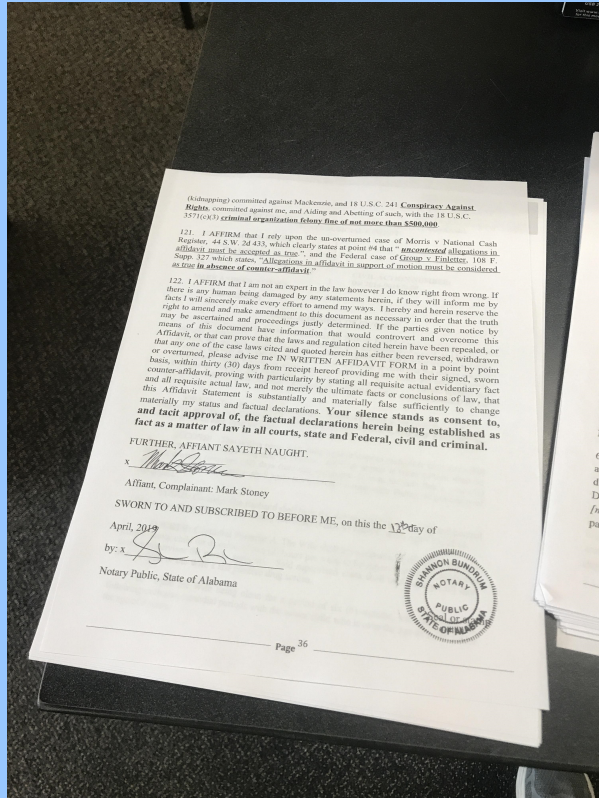 (kidnapping) committed against Mackenzie, and 18 U.S.C. 241 Conspiracy Against
Rights, committed against me, and Aiding and Abetting of such, with the 18 U.S.C.
3571(c)(3) criminal organization felony fine of not more than $500,000
121. I AFFIRM that I rely upon the un-overturned case of Morris v National Cash
Register, 44 S.W. 2d 433, which clearly states at point #4 that "uncontested allegations in
affidavit must be accepted as true.", and the Federal case of Group v Finletter, 108 F.
Supp. 327 which states, "Allegations in affidavit in support of motion must be considered
as true in absence of counter-affidavit."
122. I AFFIRM that I am not an expert in the law however I do know right from wrong. If
there is any human being damaged by any statements herein, if they will inform me by
facts I will sincerely make every effort to amend my ways. I hereby and herein reserve the
right to amend and make amendment to this document as necessary in order that the truth
may be ascertained and proceedings justly determined. If the parties given notice by
means of this document have information that would controvert and overcome this
Affidavit, or that can prove that the laws and regulation cited herein have been repealed, or
that any one of the case laws cited and quoted herein has either been reversed, withdrawn
or overturned, please advise me IN WRITTEN AFFIDAVIT FORM in a point by point
basis, within thirty (30) days from receipt hereof providing me with their signed, sworn
counter-affidavit, proving with particularity by stating all requisite actual evidentiary fact
and all requisite actual law, and not merely the ultimate facts or conclusions of law, that
this Affidavit Statement is substantially and materially false sufficiently to change
materially my status and factual declarations. Your silence stands as consent to,
and tacit approval of, the factual declarations herein being established as
fact as a matter of law in all courts, state and Federal, civil and criminal.
FURTHER, AFFIANT SAYETH NAUGHT.
x
Affiant, Complainant: Mark Stoney
SWORN TO AND SUBSCRIBED TO BEFORE ME, on this the 12th day of
April, 2019
by: x
Notary Public, State of Alabama
SHANNON BUNDRUM
NOTARY
PUBLIC
STATE OF ALABAMA
Page 36